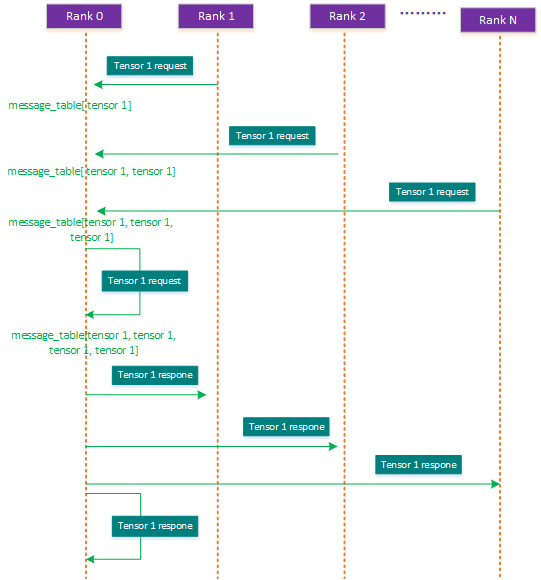 Rank 0
Rank 1
Rank 2
.........
Rank N
Tensor 1 request
message_table[ tensor 1]
Tensor 1 request
message_table[ tensor 1, tensor 1]
Tensor 1 request
message_table[tensor 1, tensor 1,
tensor 1]
Tensor 1 request
message_table[tensor 1, tensor 1,
tensor 1, tensor 1]
Tensor 1 respone
Tensor 1 respone
Tensor 1 respone
Tensor 1 respone